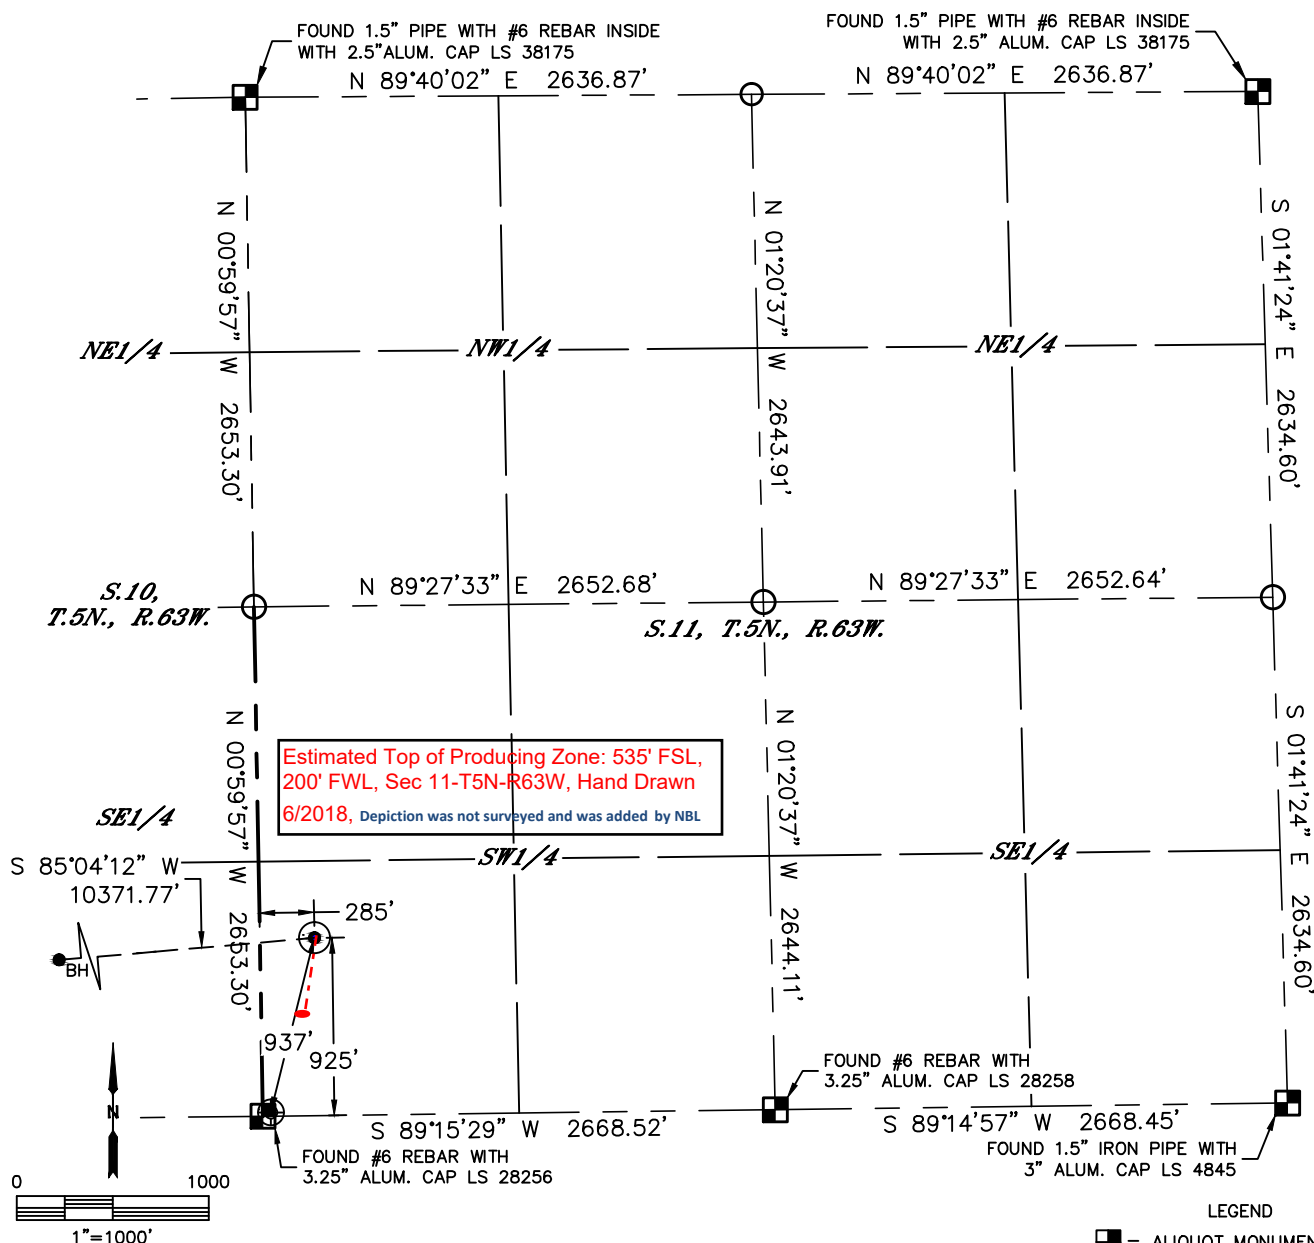 FOUND 1.5" PIPE WITH #6 REBAR INSIDE
WITH 2.5"ALUM. CAP LS 38175
FOUND 1.5" PIPE WITH #6 REBAR INSIDE
WITH 2.5" ALUM. CAP LS 38175
N 89°40'02" E 2636.87'
N 89°40'02" E 2636.87'
N 00°59'57" W 2653.30'
N 01°20'37" W 2643.91'
S 01°41'24" E 2634.60'
NE1/4
NW1/4
NE1/4
S.10,
T.5N., R.63W.
N 89°27'33" E 2652.68'
N 89°27'33" E 2652.64'
S.11, T.5N., R.63W.
N 00°59'57" W 2653.30'
N 01°20'37" W 2644.11'
S 01°41'24" E 2634.60'
Estimated Top of Producing Zone: 535' FSL,
200' FWL, Sec 11-T5N-R63W, Hand Drawn
6/2018, Depiction was not surveyed and was added by NBL
SE1/4
SW1/4
SE1/4
S 85°04'12" W
10371.77'
285'
BH
937'
925'
FOUND #6 REBAR WITH
3.25" ALUM. CAP LS 28258
N
S 89°15'29" W 2668.52'
S 89°14'57" W 2668.45'
FOUND #6 REBAR WITH
3.25" ALUM. CAP LS 28256
FOUND 1.5" IRON PIPE WITH
3" ALUM. CAP LS 4845
0 1000
1"=1000'
LEGEND
= ALIQUOT MONUMEN